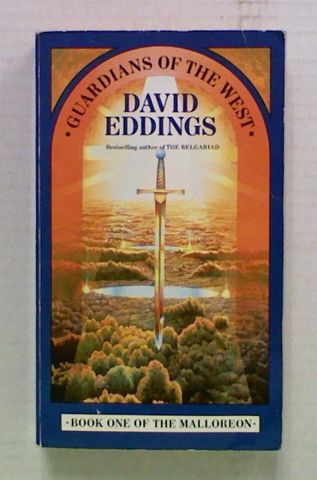 · GUARDIANS OF THE WEST ·
DAVID
EDDINGS
Bestselling author of THE BELGARIAD
· BOOK ONE OF THE MALLOREON ·